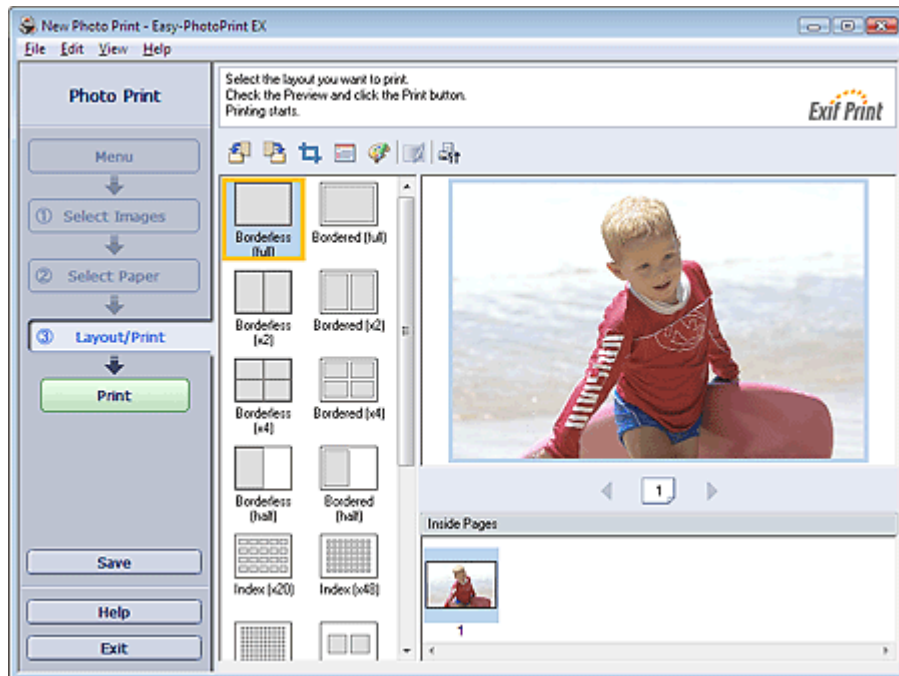 New Photo Print - Easy-PhotoPrint EX
File Edit View Help
Photo Print
Select the layout you want to print.
Check the Preview and click the Print button.
Printing starts.
Exif Print
Menu
① Select Images
② Select Paper
③ Layout/Print
Print
Save
Help
Exit
Borderless
(full)
Bordered (full)
Borderless
(x2)
Bordered (x2)
Borderless
(x4)
Bordered (x4)
Borderless
(half)
Bordered
(half)
Index (x20)
Index (x48)
1
Inside Pages
1